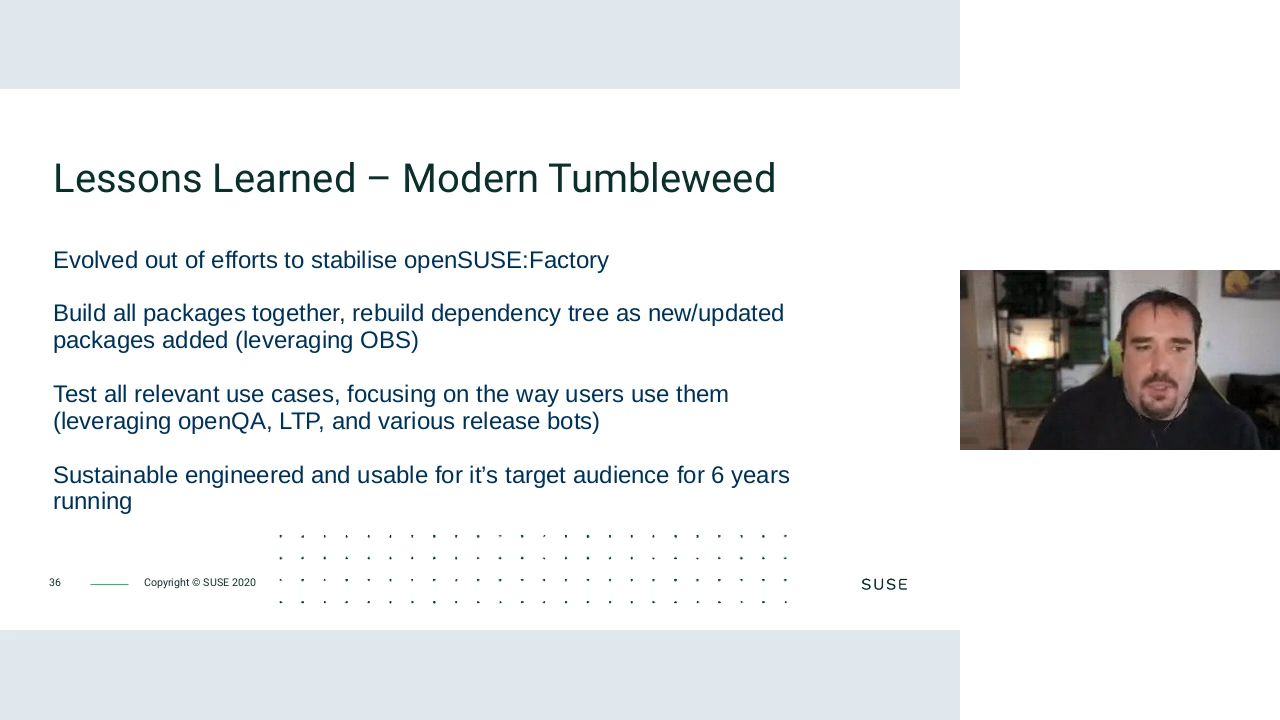 Lessons Learned – Modern Tumbleweed
Evolved out of efforts to stabilise openSUSE:Factory
Build all packages together, rebuild dependency tree as new/updated
packages added (leveraging OBS)
Test all relevant use cases, focusing on the way users use them
(leveraging openQA, LTP, and various release bots)
Sustainable engineered and usable for it’s target audience for 6 years
running
36
Copyright © SUSE 2020
SUSE